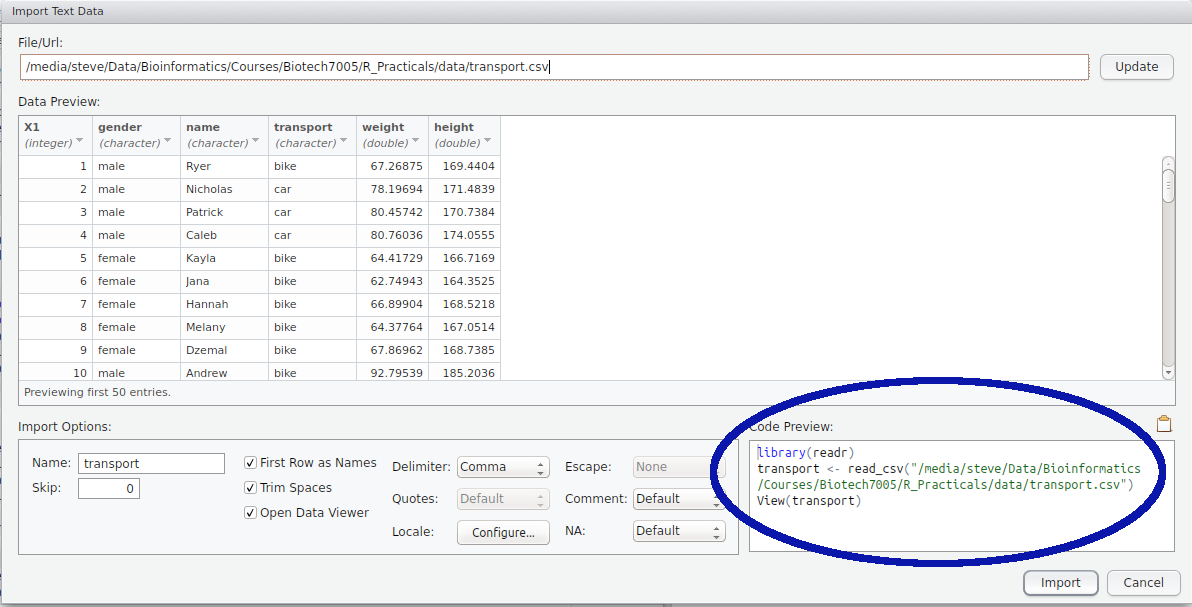 Import Text Data
File/Url:
/media/steve/Data/Bioinformatics/Courses/Biotech7005/R_Practicals/data/transport.csv
Update
Data Preview:
X1 gender name transport weight height
(integer) (character) (character) (character) (double) (double)
1 male Ryer bike 67.26875 169.4404
2 male Nicholas car 78.19694 171.4839
3 male Patrick car 80.45742 170.7384
4 male Caleb car 80.76036 174.0555
5 female Kayla bike 64.41729 166.7169
6 female Jana bike 62.74943 164.3525
7 female Hannah bike 66.89904 168.5218
8 female Melany bike 64.37764 167.0514
9 female Dzemal bike 67.86962 168.7385
10 male Andrew bike 92.79539 185.2036
Previewing first 50 entries.
Import Options:
Name: transport
Skip: 0
First Row as Names
Trim Spaces
Open Data Viewer
Delimiter: Comma
Quotes: Default
Locale: Configure...
Escape: None
Comment: Default
NA: Default
Code Preview:
library(readr)
transport <- read_csv("/media/steve/Data/Bioinformatics
/Courses/Biotech7005/R_Practicals/data/transport.csv")
View(transport)
Import
Cancel